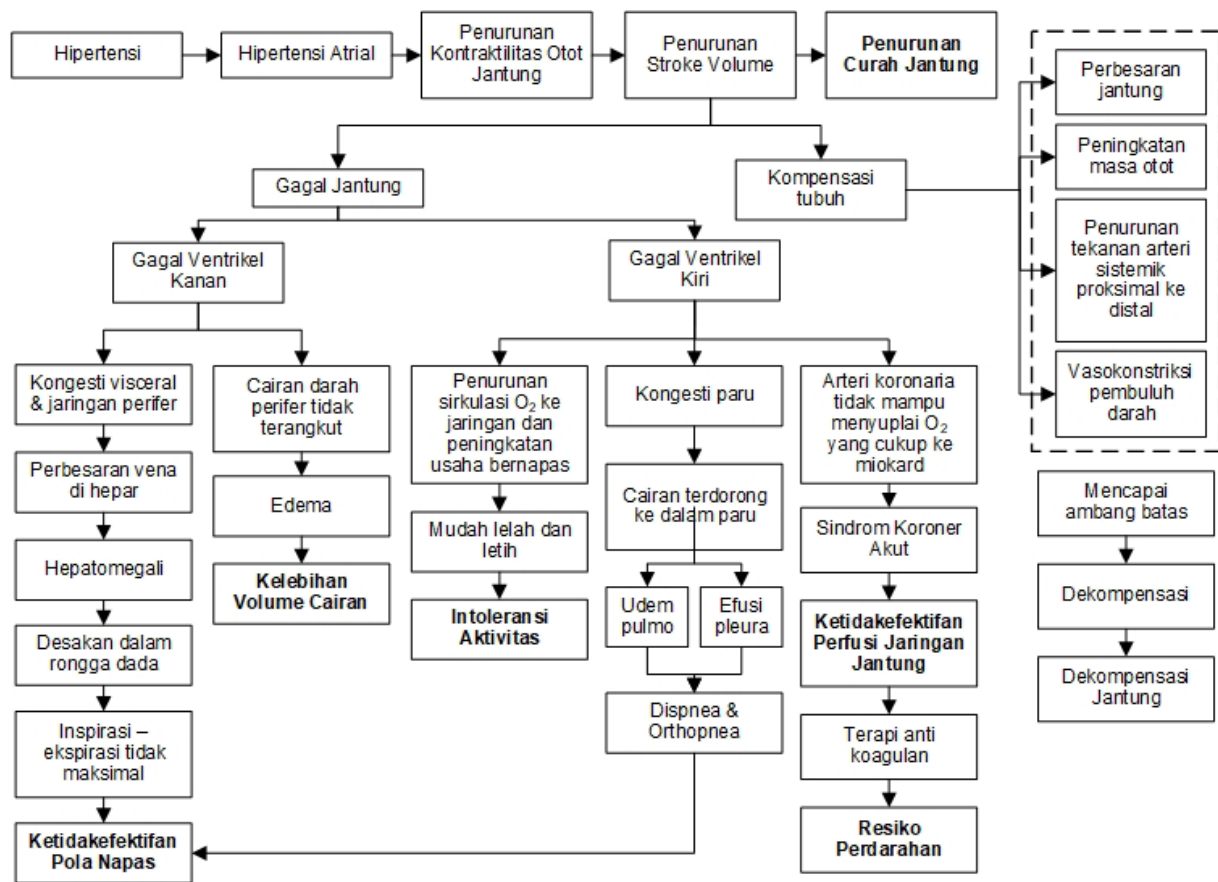 Hipertensi
Hipertensi Atrial
Penurunan
Kontraktilitas Otot
Jantung
Penurunan
Stroke Volume
Penurunan
Curah Jantung
Perbesaran
jantung
Peningkatan
masa otot
Penurunan
tekanan arteri
sistemik
proksimal ke
distal
Vasokonstriksi
pembuluh
darah
Gagal Jantung
Kompensasi
tubuh
Gagal Ventrikel
Kanan
Gagal Ventrikel
Kiri
Kongesti visceral
& jaringan perifer
Perbesaran vena
di hepar
Hepatomegali
Desakan dalam
rongga dada
Inspirasi –
ekspirasi tidak
maksimal
Ketidakefektifan
Pola Napas
Cairan darah
perifer tidak
terangkut
Edema
Kelebihan
Volume Cairan
Penurunan
sirkulasi O₂ ke
jaringan dan
peningkatan
usaha bernapas
Mudah lelah dan
letih
Intoleransi
Aktivitas
Kongesti paru
Cairan terdorong
ke dalam paru
Udem
pulmo
Efusi
pleura
Dispnea &
Orthopnea
Arteri koronaria
tidak mampu
menyuplai O₂
yang cukup ke
miokard
Sindrom Koroner
Akut
Ketidakefektifan
Perfusi Jaringan
Jantung
Terapi anti
koagulan
Resiko
Perdarahan
Mencapai
ambang batas
Dekompensasi
Dekompensasi
Jantung